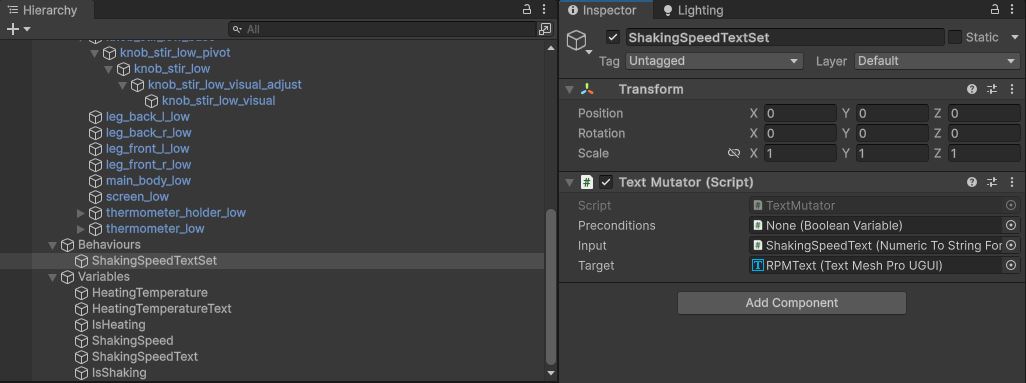 Hierarchy
All
knob_stir_low_pivot
knob_stir_low
knob_stir_low_visual_adjust
knob_stir_low_visual
leg_back_l_low
leg_back_r_low
leg_front_l_low
leg_front_r_low
main_body_low
screen_low
thermometer_holder_low
thermometer_low
Behaviours
ShakingSpeedTextSet
Variables
HeatingTemperature
HeatingTemperatureText
IsHeating
ShakingSpeed
ShakingSpeedText
IsShaking
Inspector Lighting
ShakingSpeedTextSet Static
Tag Untagged Layer Default
Transform
Position X 0 Y 0 Z 0
Rotation X 0 Y 0 Z 0
Scale X 1 Y 1 Z 1
# Text Mutator (Script)
Script # TextMutator
Preconditions # None (Boolean Variable)
Input # ShakingSpeedText (Numeric To String For
Target T RPMText (Text Mesh Pro UGUI)
Add Component